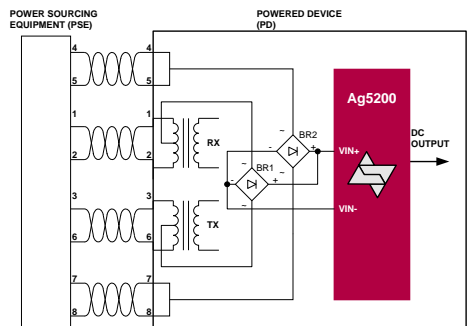 POWER SOURCING
EQUIPMENT (PSE)
POWERED DEVICE
(PD)
4 4
5 5
1 1
2 2
3 3
6 6
7 7
8 8
RX
TX
~
BR2
- +
~
~
BR1
- +
~
Ag5200
VIN+
VIN-
DC
OUTPUT